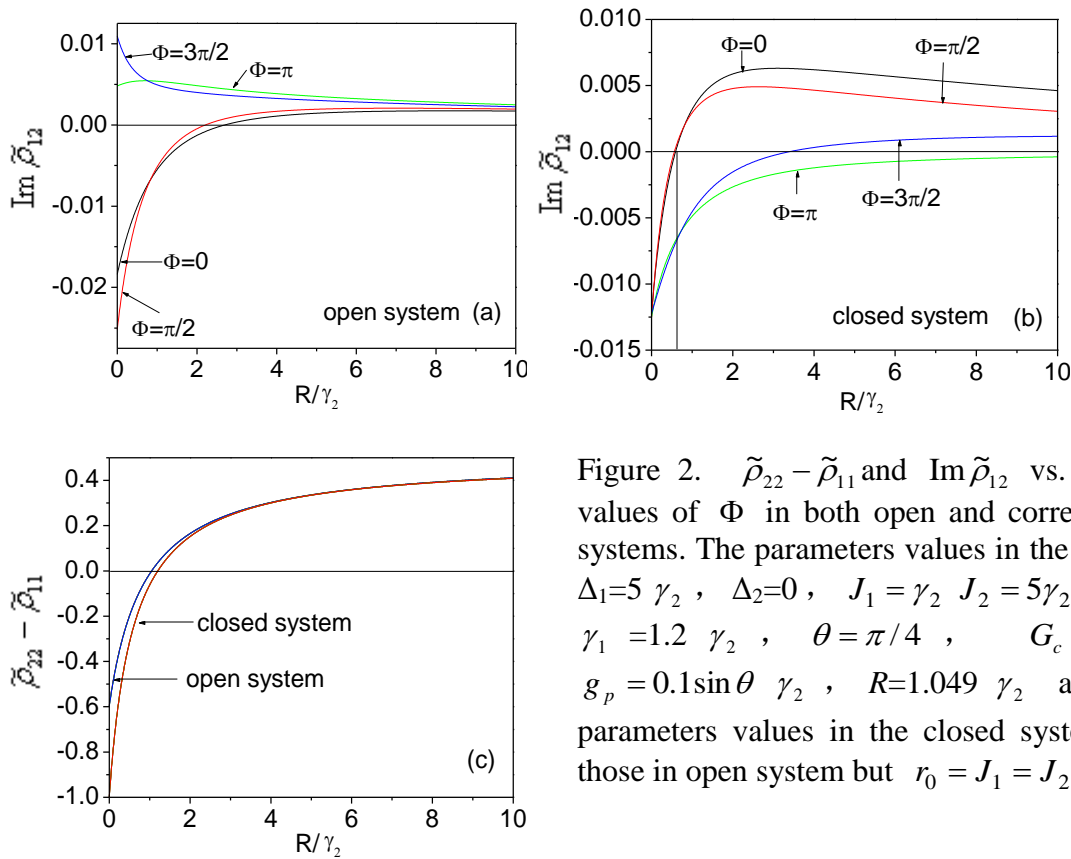 0.01
0.00
-0.01
-0.02
Im ρ̃₁₂
Φ=3π/2
Φ=π
Φ=0
Φ=π/2
open system (a)
0 2 4 6 8 10
R/γ₂
0.010
0.005
0.000
-0.005
-0.010
-0.015
Im ρ̃₁₂
Φ=0
Φ=π/2
Φ=3π/2
Φ=π
closed system (b)
0 2 4 6 8 10
R/γ₂
0.4
0.2
0.0
-0.2
-0.4
-0.6
-0.8
-1.0
ρ̃₂₂ − ρ̃₁₁
closed system
open system
(c)
0 2 4 6 8 10
R/γ₂
Figure 2. ρ̃₂₂ − ρ̃₁₁ and Im ρ̃₁₂ vs.
values of Φ in both open and corre
systems. The parameters values in the
Δ₁=5 γ₂ , Δ₂=0 , J₁ = γ₂ J₂ = 5γ₂
γ₁ =1.2 γ₂ , θ = π/4 , G_c
g_p = 0.1sin θ γ₂ , R=1.049 γ₂ a
parameters values in the closed syste
those in open system but r₀ = J₁ = J₂